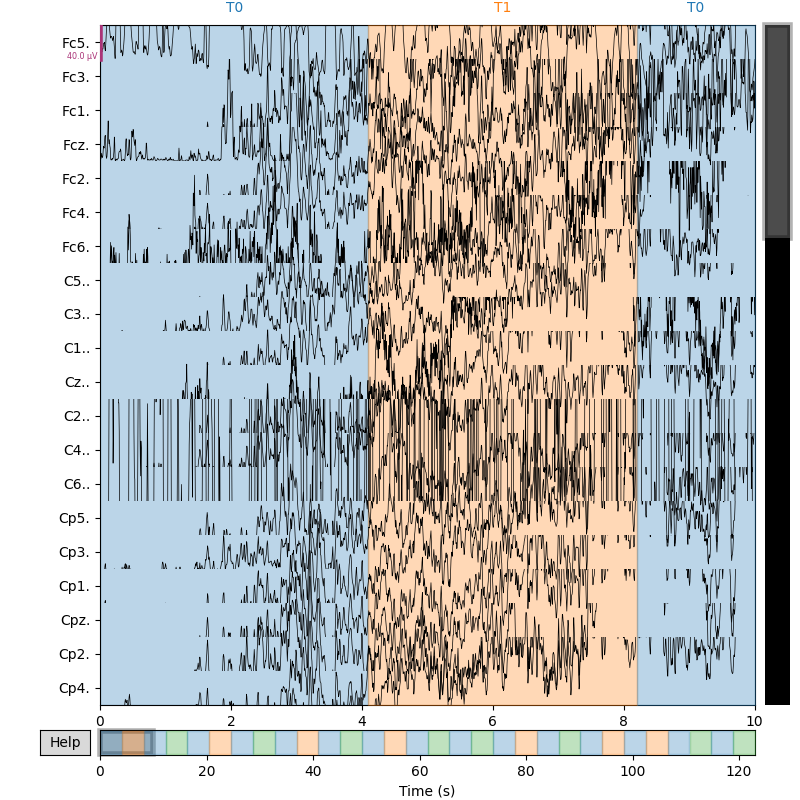 T0 T1 T0
Fc5.
40.0 µV
Fc3.
Fc1.
Fcz.
Fc2.
Fc4.
Fc6.
C5..
C3..
C1..
Cz..
C2..
C4..
C6..
Cp5.
Cp3.
Cp1.
Cpz.
Cp2.
Cp4.
0 2 4 6 8 10
Help
0 20 40 60 80 100 120
Time (s)